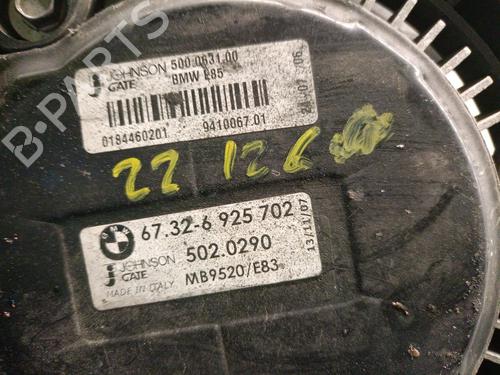 JOHNSON GATE 500.0631.00
BMW E85
0184460201 9410067.01
22 126
67.32-6 925 702
JOHNSON GATE 502.0290
MADE IN ITALY MB9520/E83
13/11/07
B-PARTS